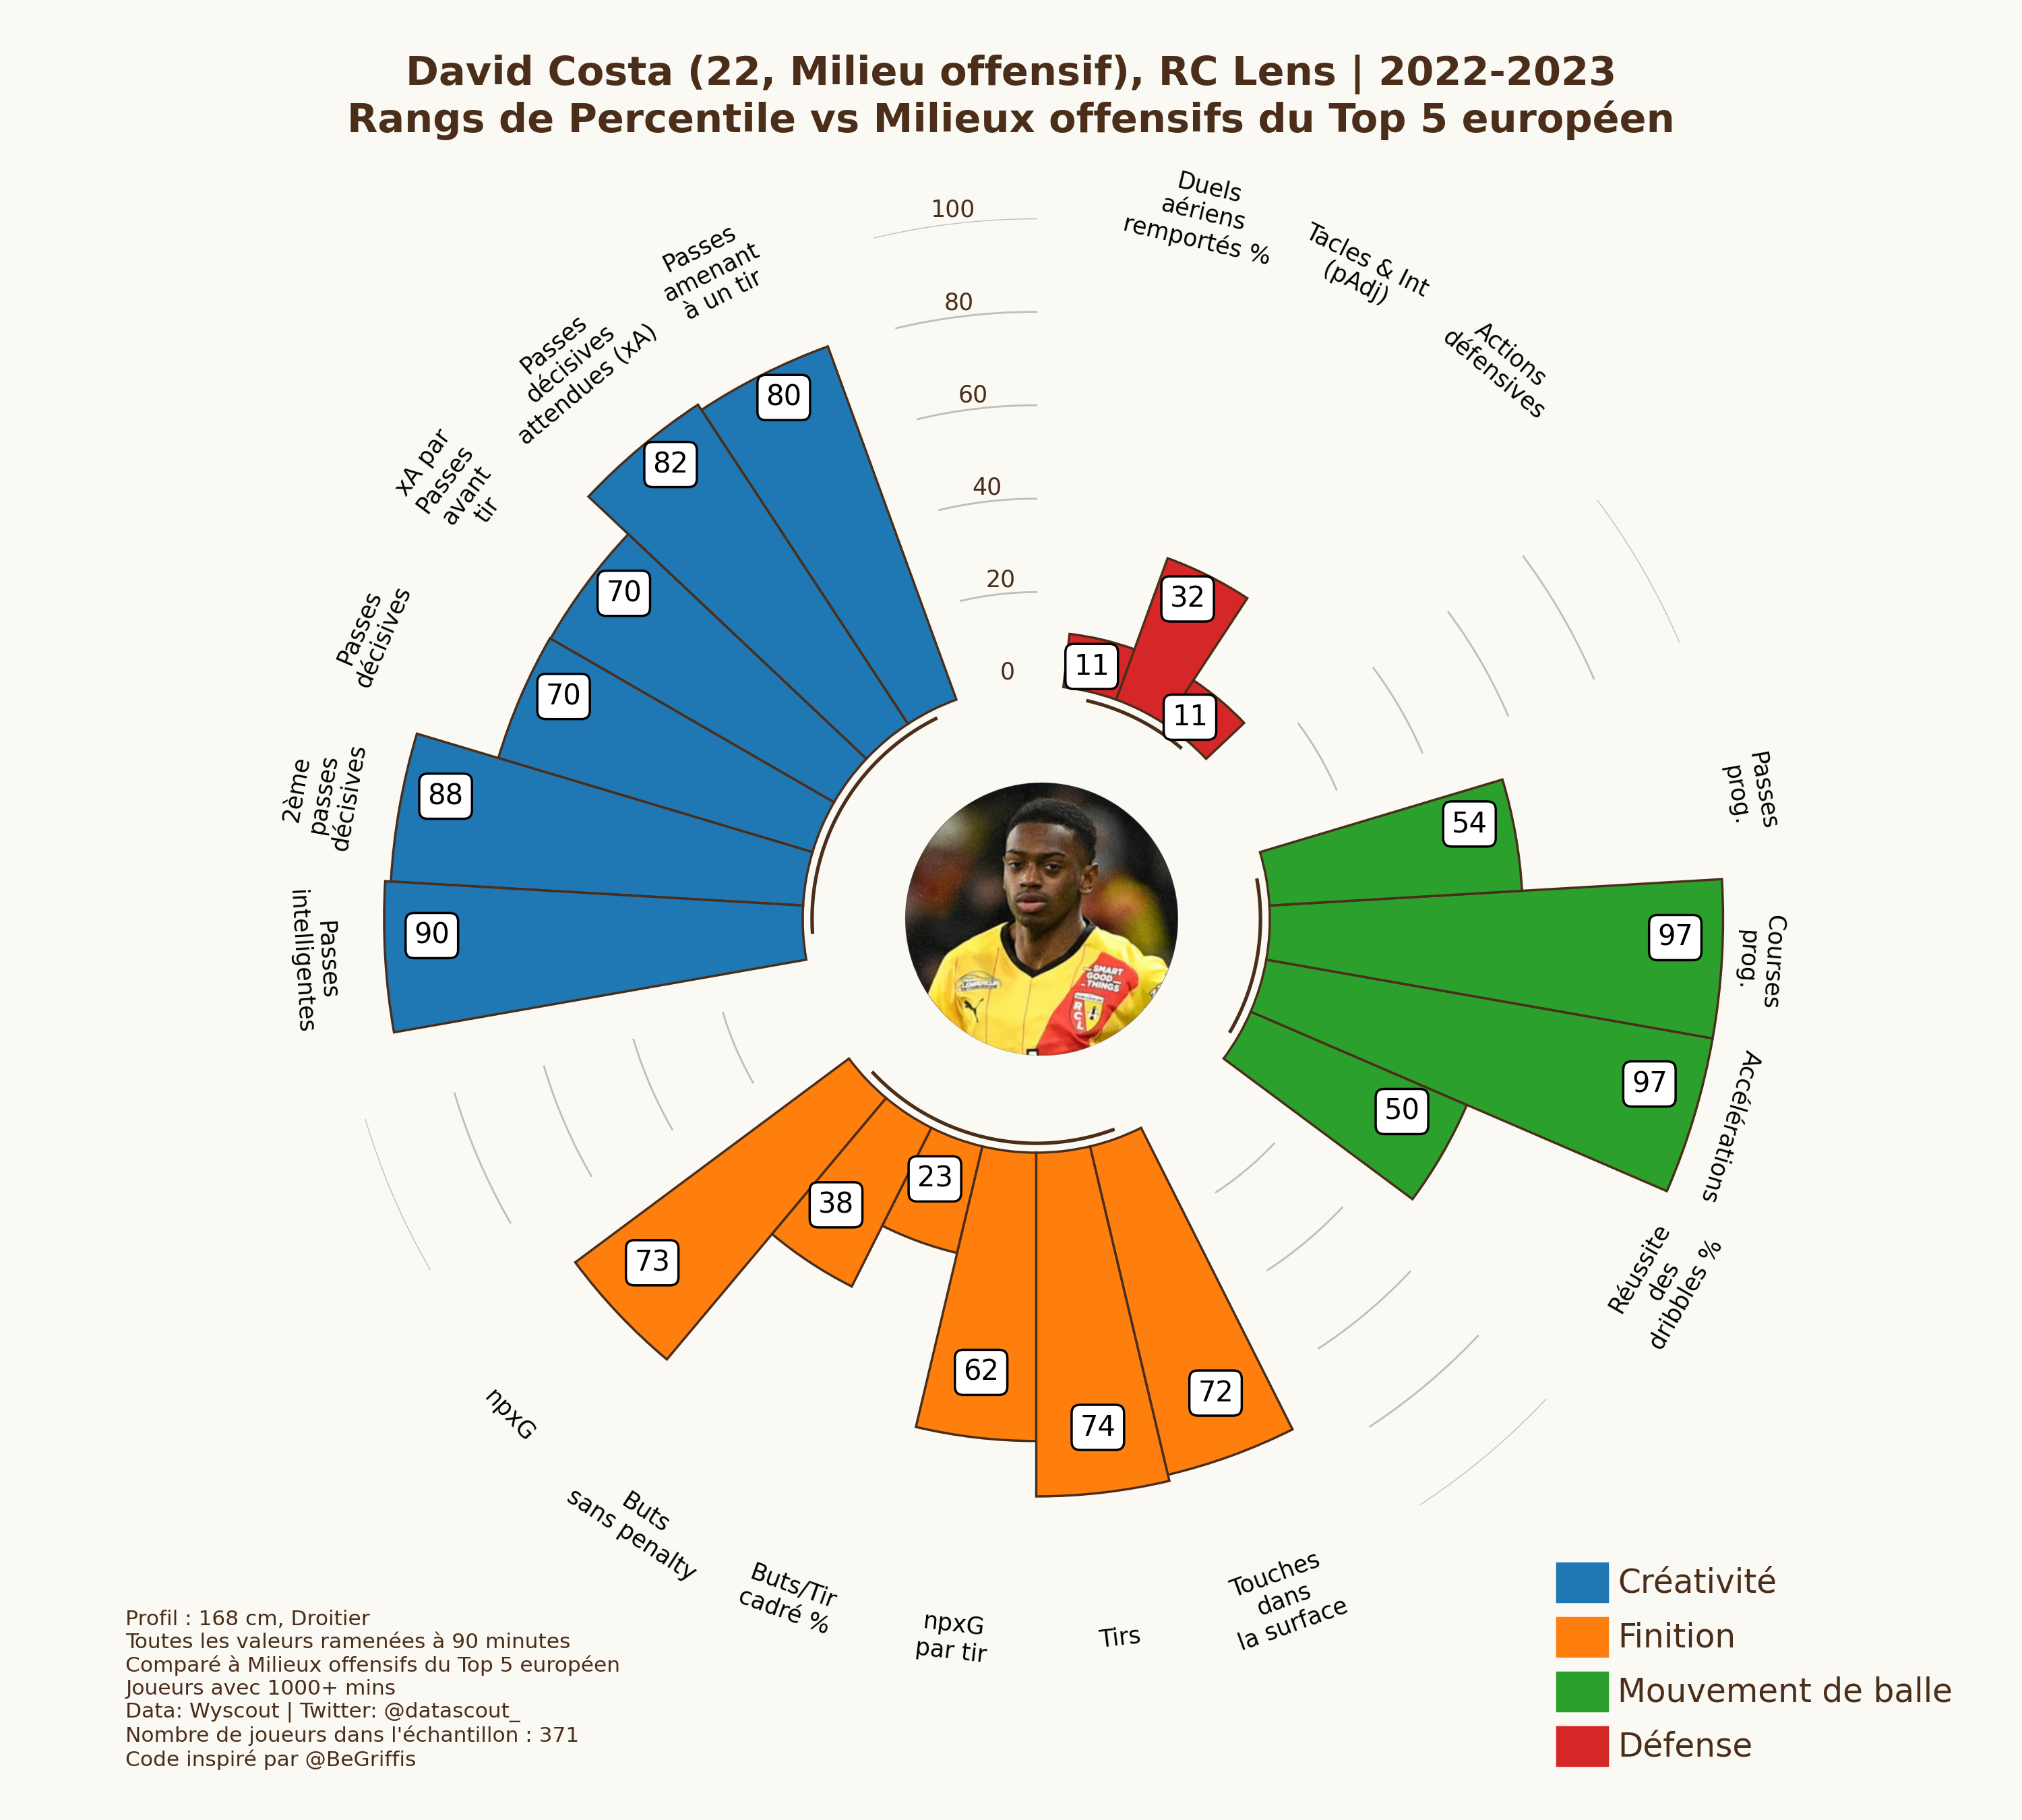 David Costa (22, Milieu offensif), RC Lens | 2022-2023
Rangs de Percentile vs Milieux offensifs du Top 5 européen
100
80
60
40
20
0
Duels
aériens
remportés %
Tacles & Int
(pAdj)
Actions
défensives
11
32
11
Passes
prog.
Courses
prog.
Accélérations
Réussite
des
dribbles %
54
97
97
50
Touches
dans
la surface
Tirs
npxG
par tir
Buts/Tir
cadré %
Buts
sans penalty
npxG
72
74
62
23
38
73
Passes
intelligentes
2ème
passes
décisives
Passes
décisives
xA par
Passes
avant
tir
Passes
décisives
attendues (xA)
Passes
amenant
à un tir
90
88
70
70
82
80
SMART
GOOD
THINGS
RCL
Profil : 168 cm, Droitier
Toutes les valeurs ramenées à 90 minutes
Comparé à Milieux offensifs du Top 5 européen
Joueurs avec 1000+ mins
Data: Wyscout | Twitter: @datascout_
Nombre de joueurs dans l'échantillon : 371
Code inspiré par @BeGriffis
Créativité
Finition
Mouvement de balle
Défense